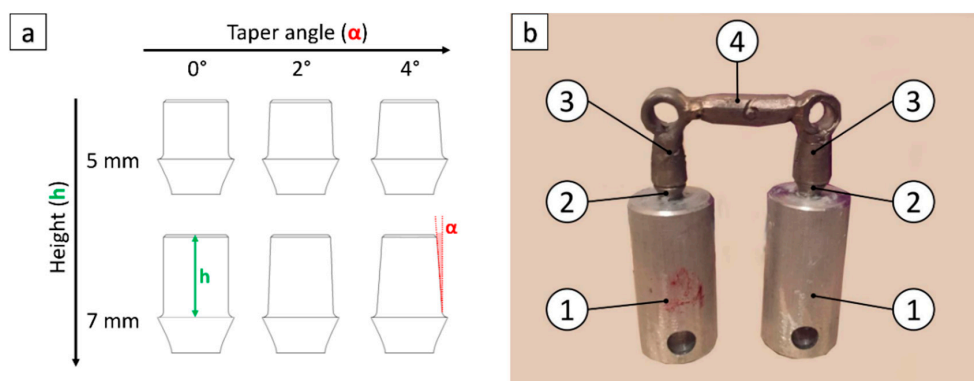 a
Taper angle (α)
0° 2° 4°
Height (h)
5 mm
7 mm
h
α
b
4
3 3
2 2
1 1